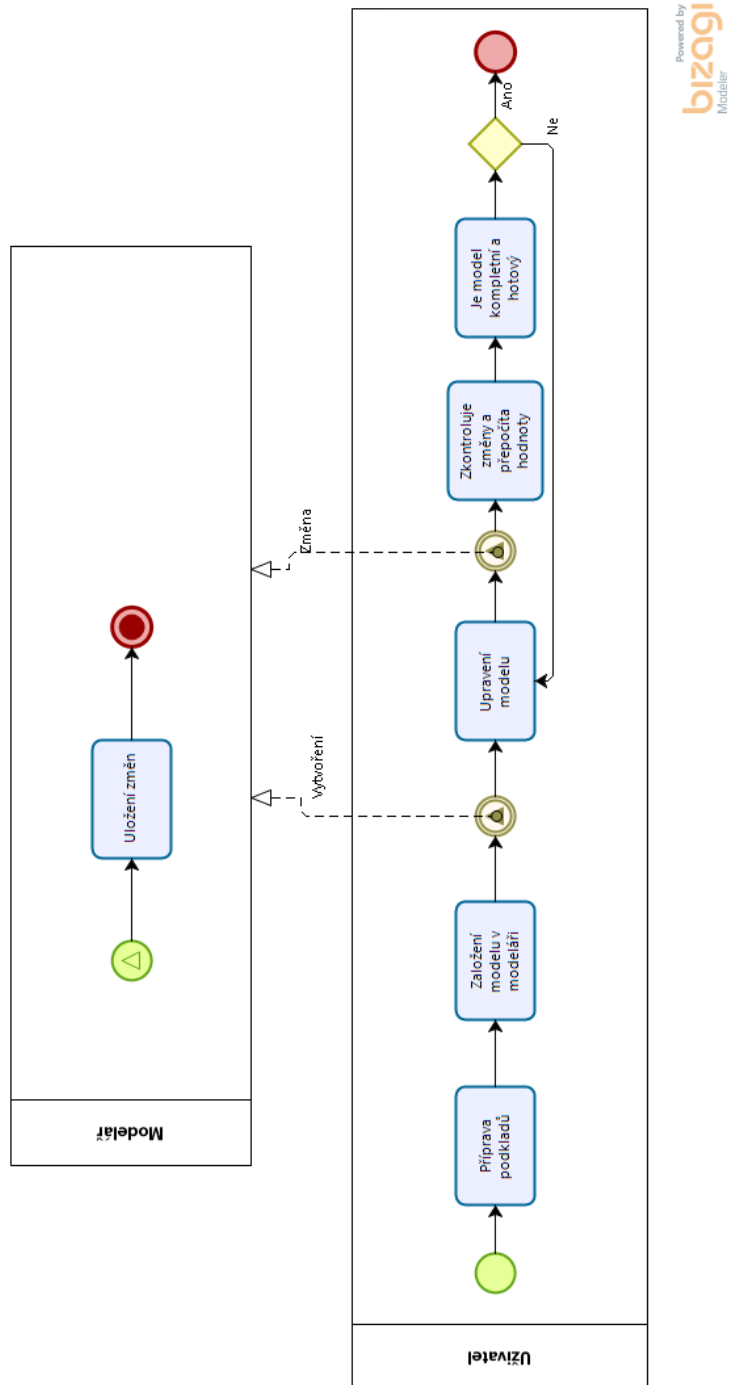 Modelář
Uložení změn
Vytvoření
Změna
Uživatel
Příprava
podkladů
Založení
modelu v
modeláři
Upravení
modelu
Zkontroluje
změny a
přepočíta
hodnoty
Je model
kompletní a
hotový
Ano
Ne
Powered by
bizagi
Modeler